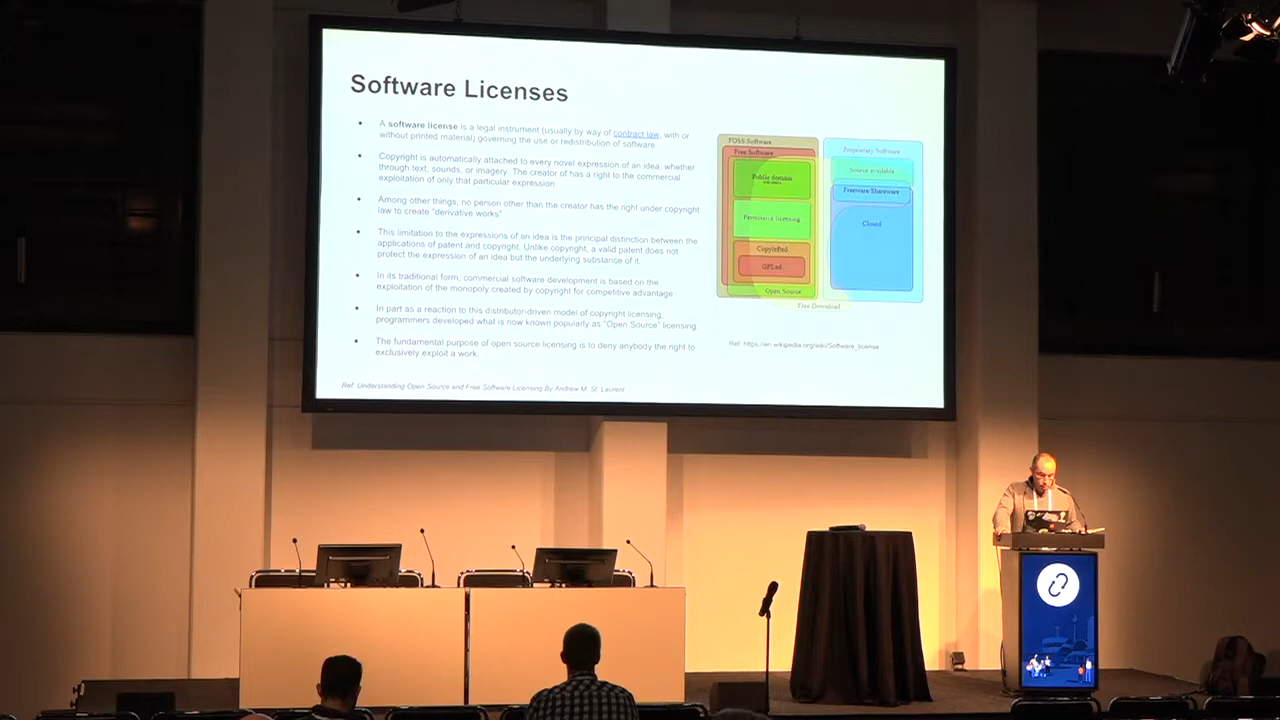 Software Licenses
A software license is a legal instrument (usually by way of contract law, with or
without printed material) governing the use or redistribution of software.
Copyright is automatically attached to every novel expression of an idea, whether
through text, sounds, or imagery. The creator of has a right to the commercial
exploitation of only that particular expression.
Among other things, no person other than the creator has the right under copyright
law to create “derivative works”
This limitation to the expressions of an idea is the principal distinction between the
applications of patent and copyright. Unlike copyright, a valid patent does not
protect the expression of an idea but the underlying substance of it.
In its traditional form, commercial software development is based on the
exploitation of the monopoly created by copyright for competitive advantage
In part as a reaction to this distributor-driven model of copyright licensing,
programmers developed what is now known popularly as “Open Source” licensing.
The fundamental purpose of open source licensing is to deny anybody the right to
exclusively exploit a work.
Ref: Understanding Open Source and Free Software Licensing By Andrew M. St. Laurent
FOSS Software
Free Software
Public domain
Permissive licensing
Copylefted
GPLed
Open Source
Free Download
Proprietary Software
Source available
Freeware/Shareware
Closed
Ref: https://en.wikipedia.org/wiki/Software_license